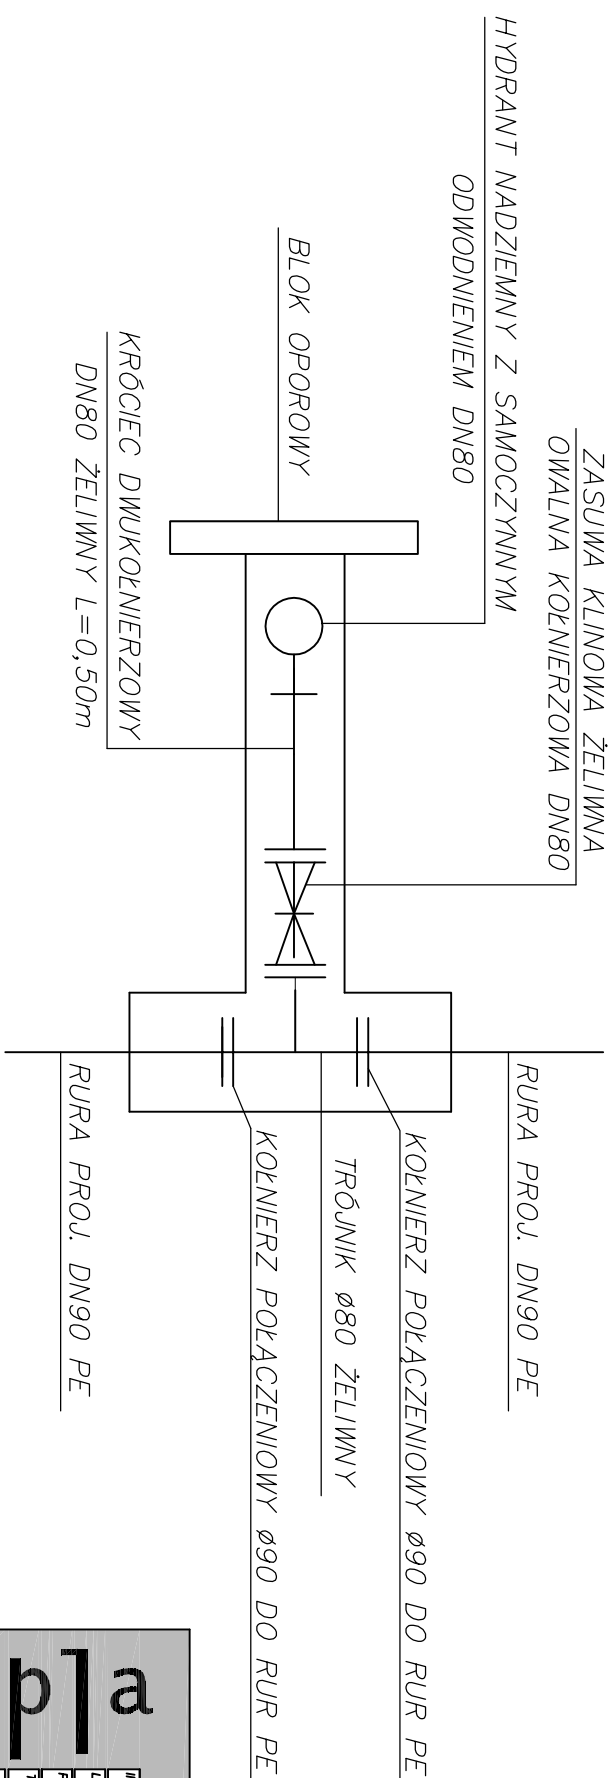 ZASUWA KLINOWA ŻELIWNA
OWALNA KOŁNIERZOWA DN80
HYDRANT NADZIEMNY Z SAMOCZYNNYM
ODWODNIENIEM DN80
BLOK OPOROWY
KRÓCIEC DWUKOŁNIERZOWY
DN80 ŻELIWNY L=0,50m
RURA PROJ. DN90 PE
KOŁNIERZ POŁĄCZENIOWY Ø90 DO RUR PE
TRÓJNIK Ø80 ŻELIWNY
KOŁNIERZ POŁĄCZENIOWY Ø90 DO RUR PE
RURA PROJ. DN90 PE
pla